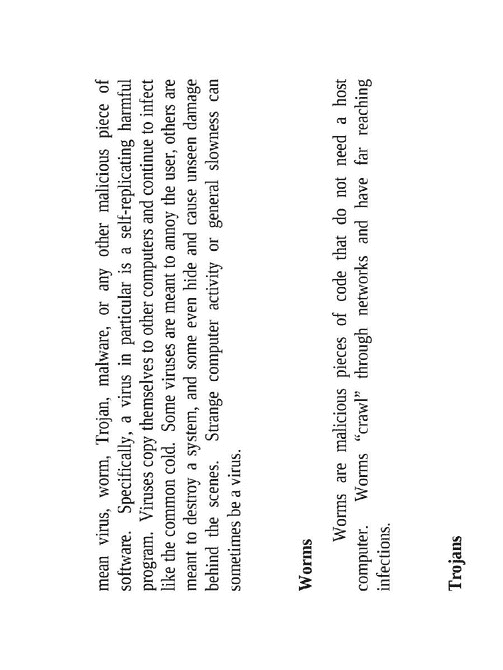 mean virus, worm, Trojan, malware, or any other malicious piece of
software. Specifically, a virus in particular is a self-replicating harmful
program. Viruses copy themselves to other computers and continue to infect
like the common cold. Some viruses are meant to annoy the user, others are
meant to destroy a system, and some even hide and cause unseen damage
behind the scenes. Strange computer activity or general slowness can
sometimes be a virus.
Worms
Worms are malicious pieces of code that do not need a host
computer. Worms “crawl” through networks and have far reaching
infections.
Trojans